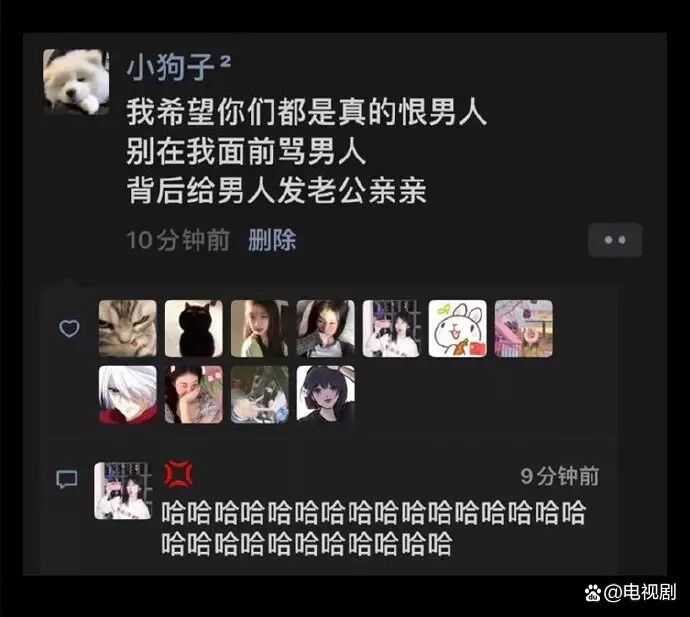 小狗子²
我希望你们都是真的恨男人
别在我面前骂男人
背后给男人发老公亲亲
10分钟前 删除
9分钟前
哈哈哈哈哈哈哈哈哈哈哈哈哈哈哈哈
哈哈哈哈哈哈哈哈哈哈哈
@电视剧